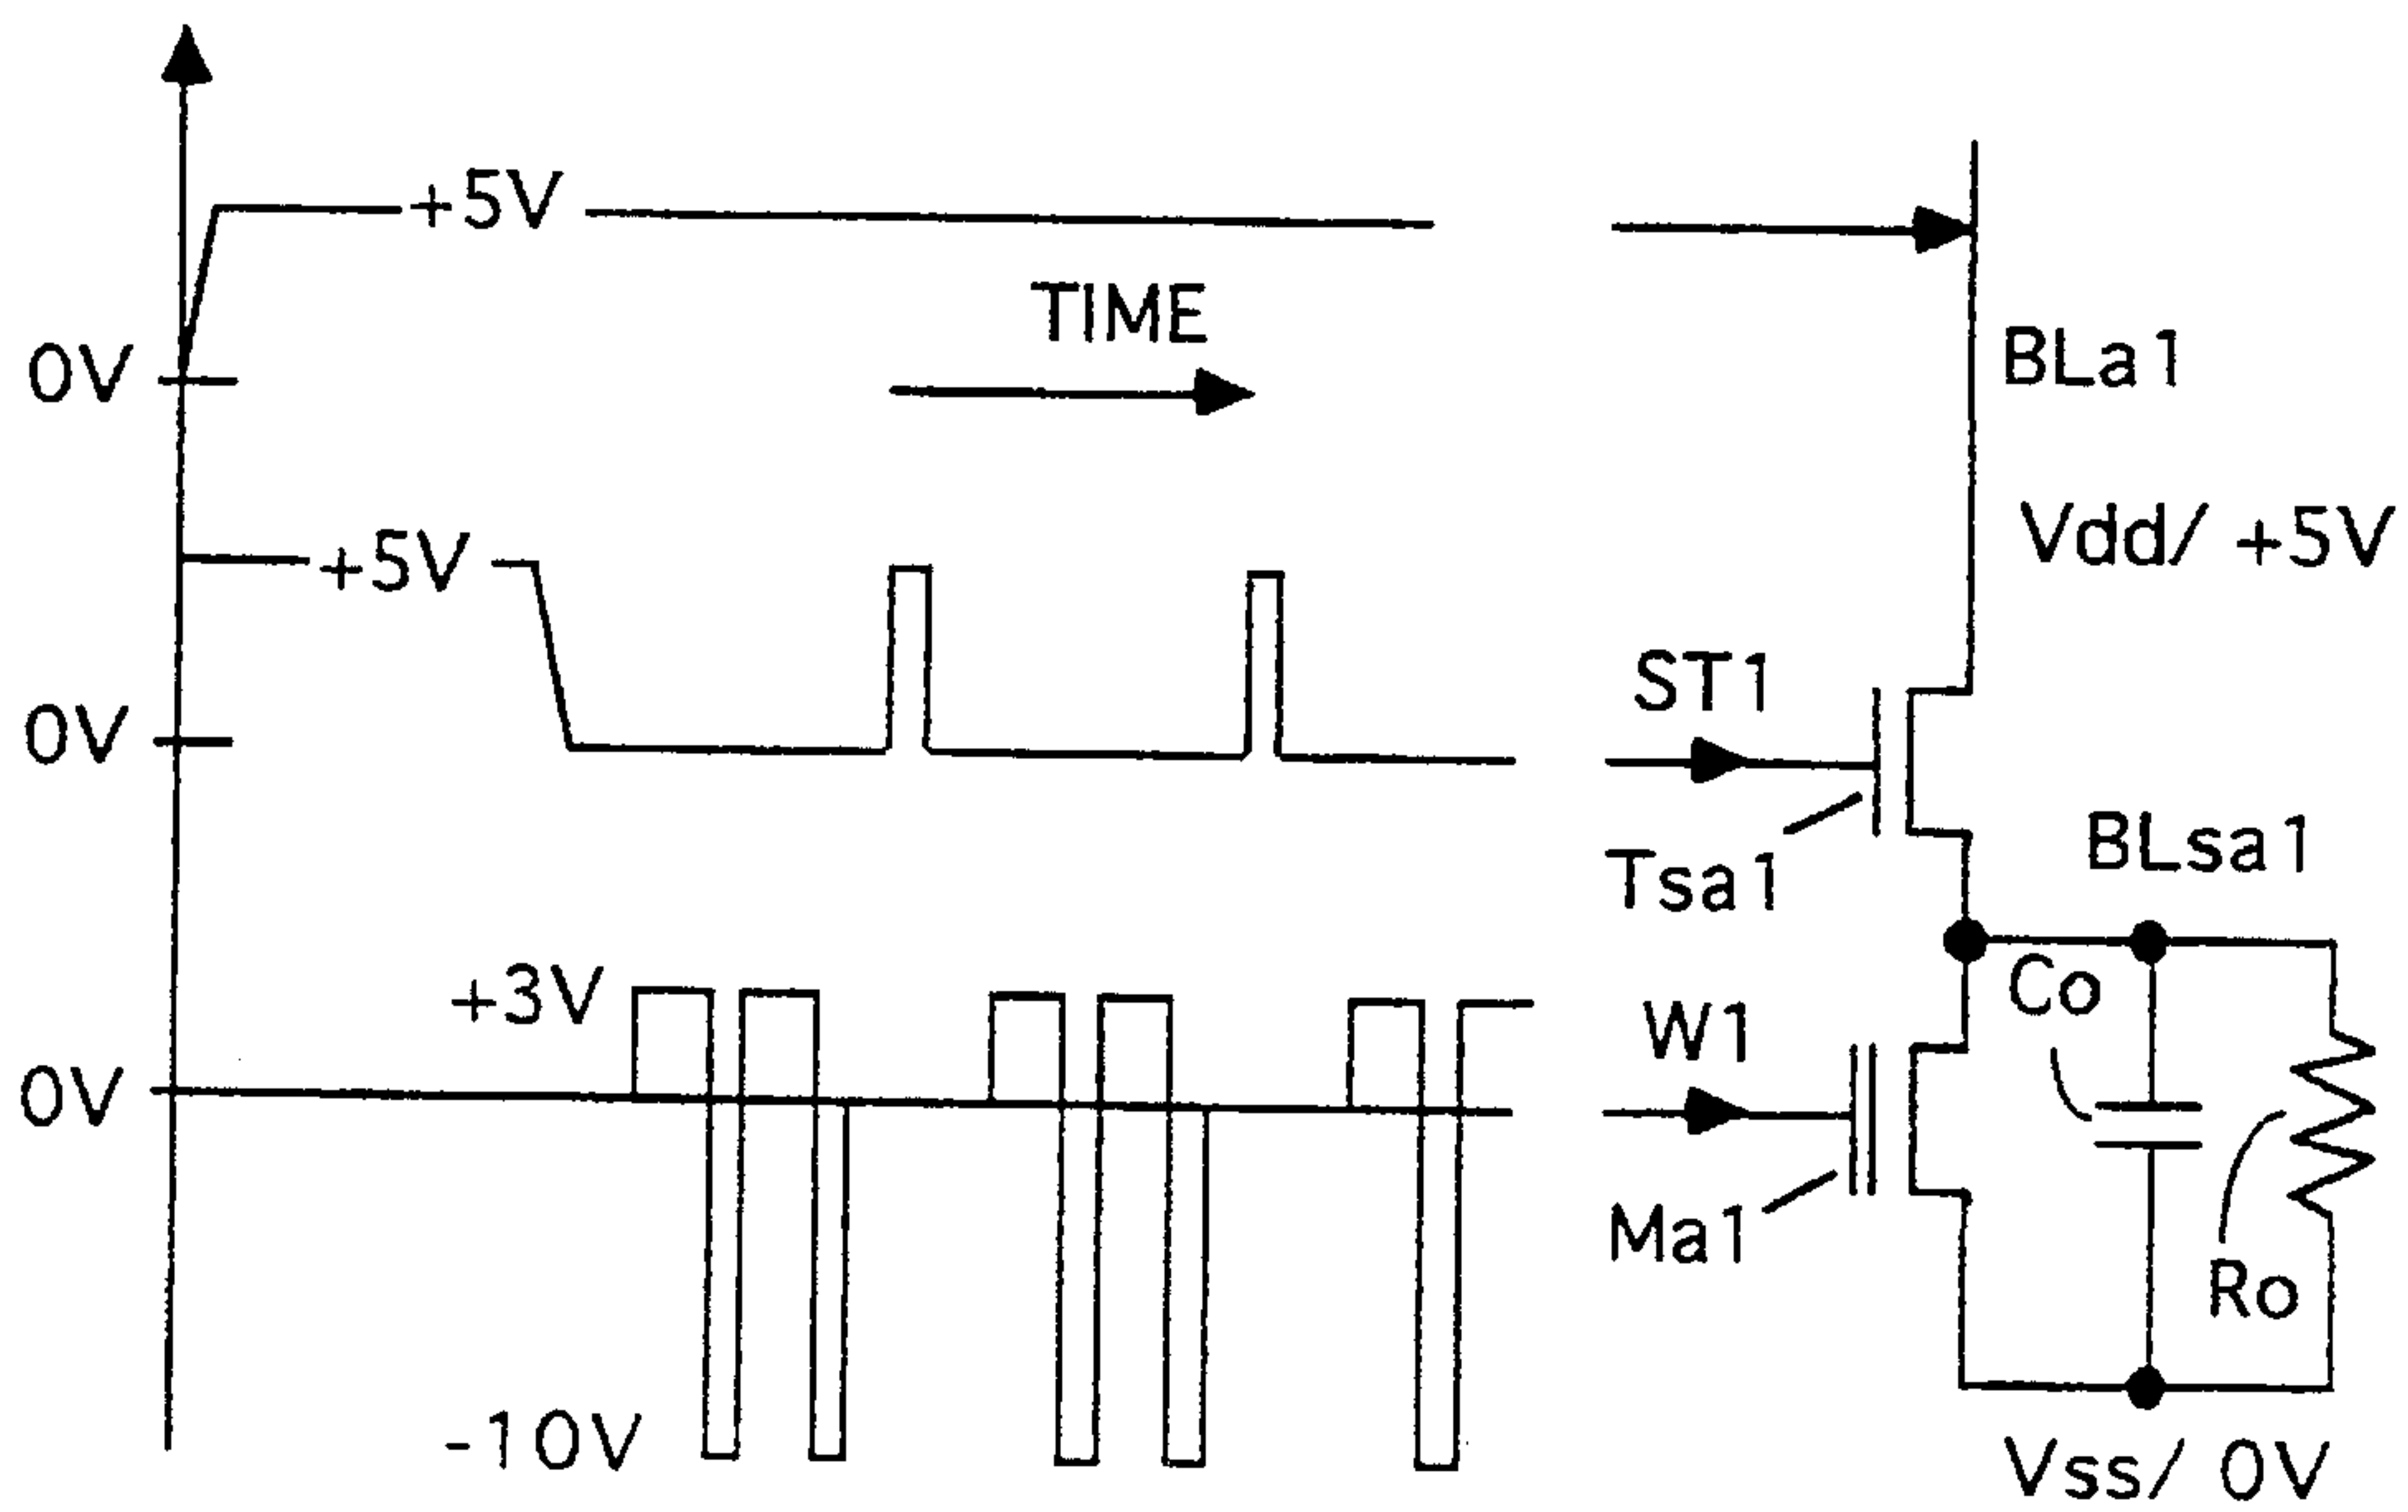 +5V
TIME
0V
BLa1
Vdd/ +5V
+5V
0V
ST1
Tsa1
BLsa1
+3V
Co
W1
0V
Ma1
Ro
-10V
Vss/ 0V